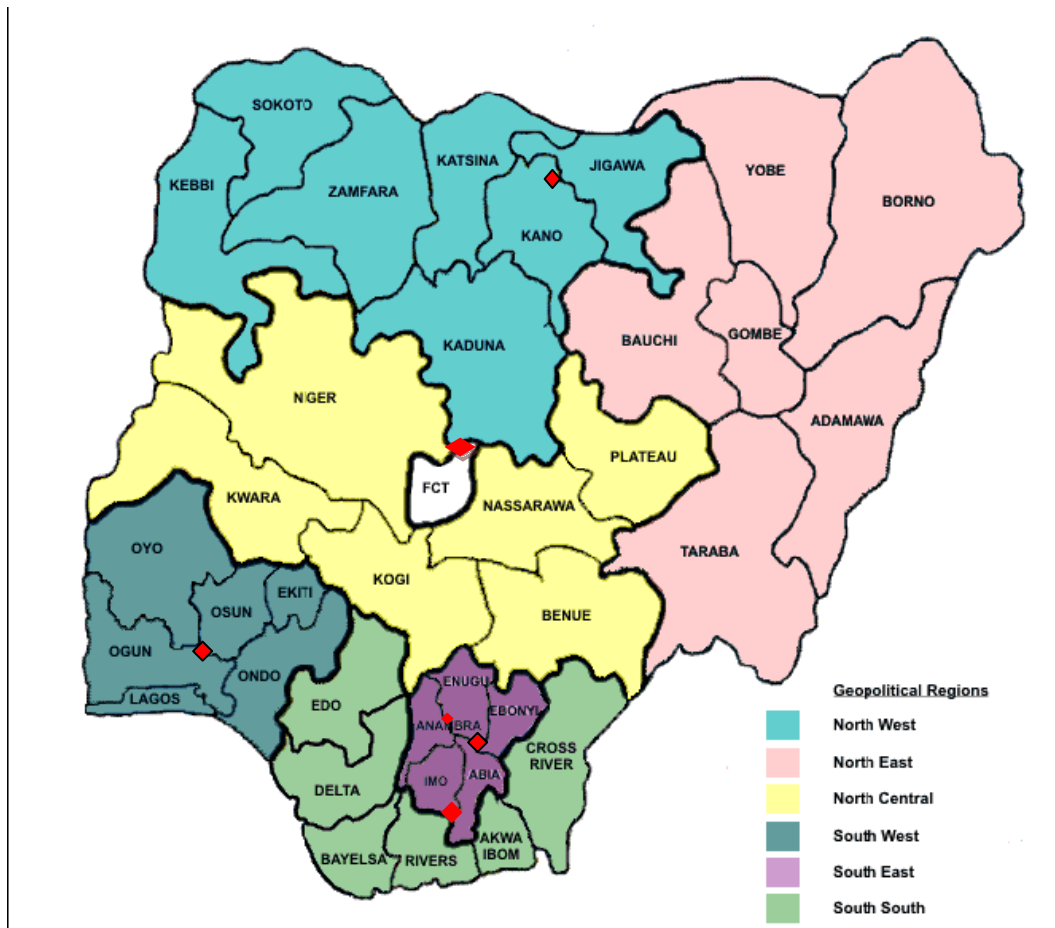 SOKOTO
KATSINA
JIGAWA
YOBE
KEBBI
ZAMFARA
BORNO
KANO
KADUNA
BAUCHI
GOMBE
NIGER
ADAMAWA
PLATEAU
FCT
KWARA
NASSARAWA
OYO
TARABA
KOGI
EKITI
OSUN
BENUE
OGUN
ONDO
LAGOS
ENUGU
EDO
EBONYI
ANAMBRA
CROSS
RIVER
IMO
ABIA
DELTA
AKWA
IBOM
BAYELSA
RIVERS
Geopolitical Regions
North West
North East
North Central
South West
South East
South South